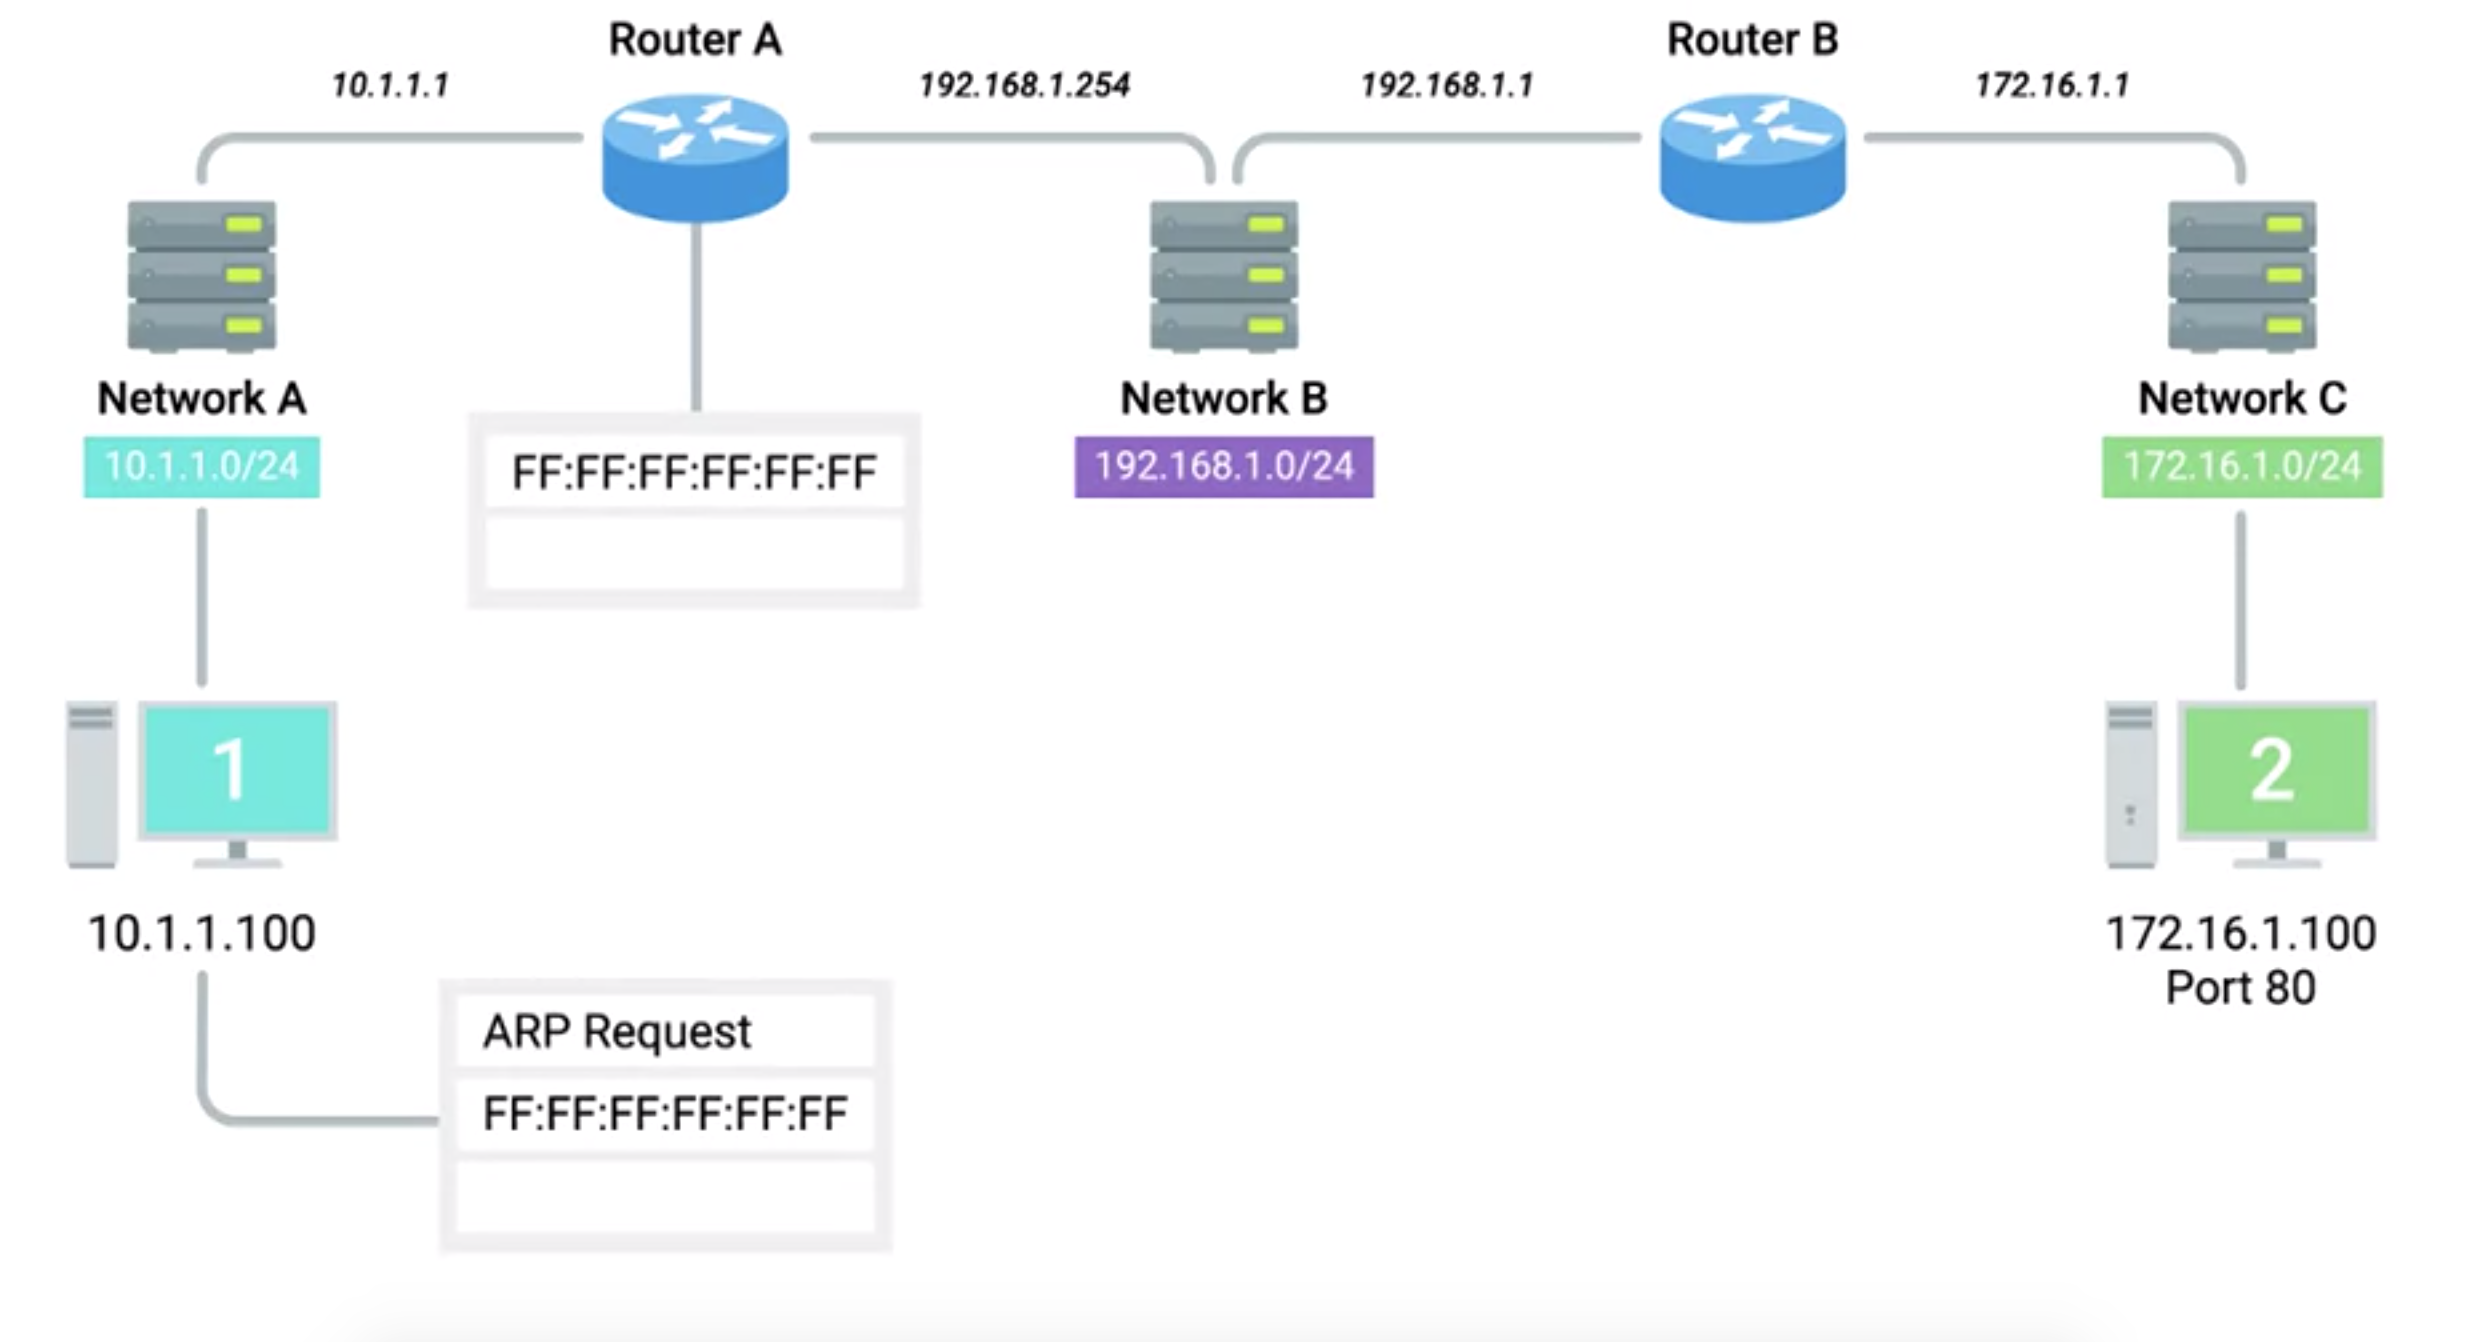 Router A
Router B
10.1.1.1
192.168.1.254
192.168.1.1
172.16.1.1
Network A
Network B
Network C
10.1.1.0/24
FF:FF:FF:FF:FF:FF
192.168.1.0/24
172.16.1.0/24
1
2
10.1.1.100
172.16.1.100
Port 80
ARP Request
FF:FF:FF:FF:FF:FF